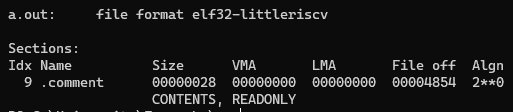 a.out:     file format elf32-littleriscv
Sections:
Idx Name          Size      VMA       LMA       File off  Algn
  9 .comment      00000028  00000000  00000000  00004854  2**0
                  CONTENTS, READONLY